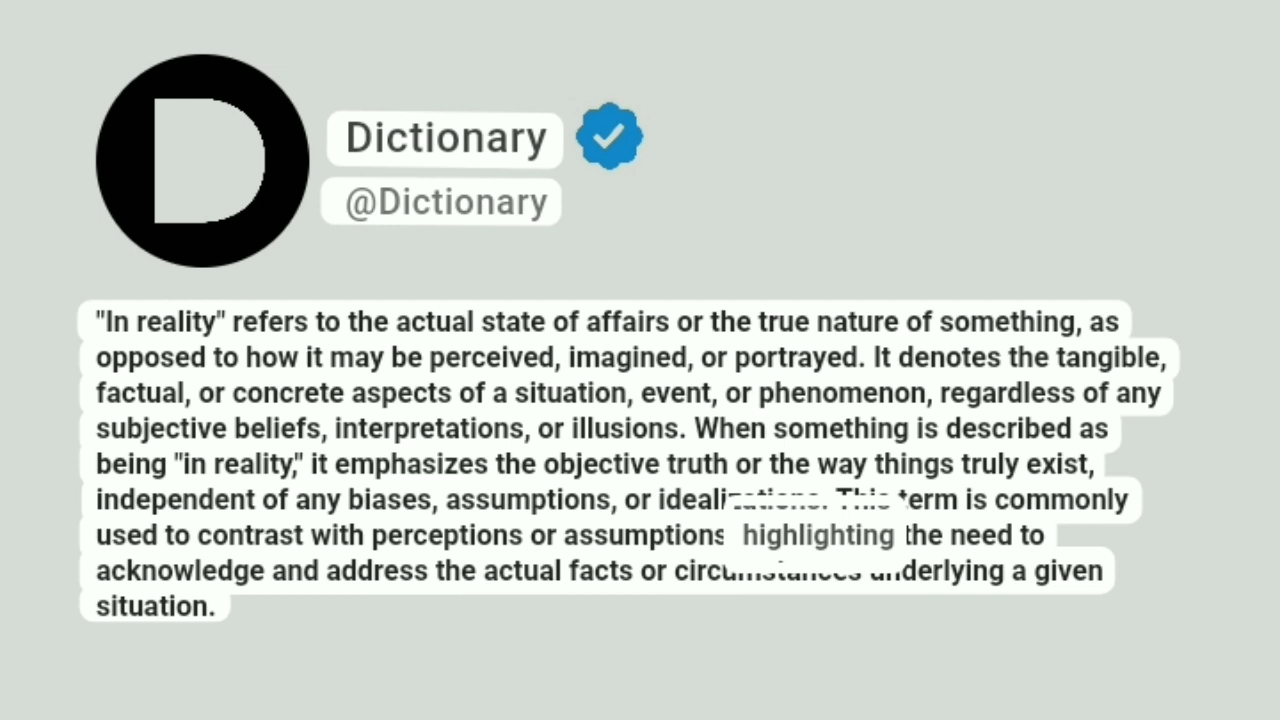 D
Dictionary
@Dictionary
"In reality" refers to the actual state of affairs or the true nature of something, as
opposed to how it may be perceived, imagined, or portrayed. It denotes the tangible,
factual, or concrete aspects of a situation, event, or phenomenon, regardless of any
subjective beliefs, interpretations, or illusions. When something is described as
being "in reality," it emphasizes the objective truth or the way things truly exist,
independent of any biases, assumptions, or idealizations. This term is commonly
used to contrast with perceptions or assumptions highlighting the need to
acknowledge and address the actual facts or circumstances underlying a given
situation.